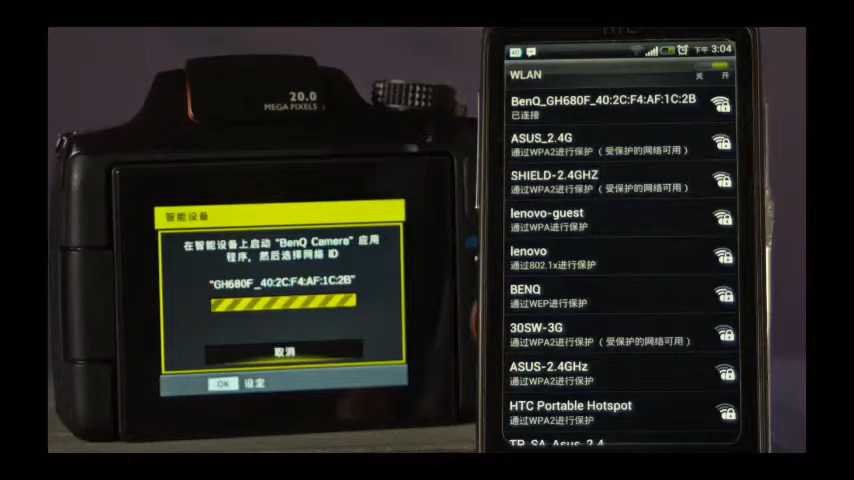 20.0
MEGA PIXELS
智能设备
在智能设备上启动 "BenQ Camera" 应用
程序，然后选择网络 ID
"GH680F_40:2C:F4:AF:1C:2B"
取消
OK 设定
下午 3:04
WLAN
关 开
BenQ_GH680F_40:2C:F4:AF:1C:2B
已连接
ASUS_2.4G
通过WPA2进行保护（受保护的网络可用）
SHIELD-2.4GHZ
通过WPA2进行保护（受保护的网络可用）
lenovo-guest
通过WPA进行保护
lenovo
通过802.1x进行保护
BENQ
通过WEP进行保护
30SW-3G
通过WPA2进行保护（受保护的网络可用）
ASUS-2.4GHz
通过WPA2进行保护
HTC Portable Hotspot
通过WPA2进行保护
TP_SA_Asus_2.4